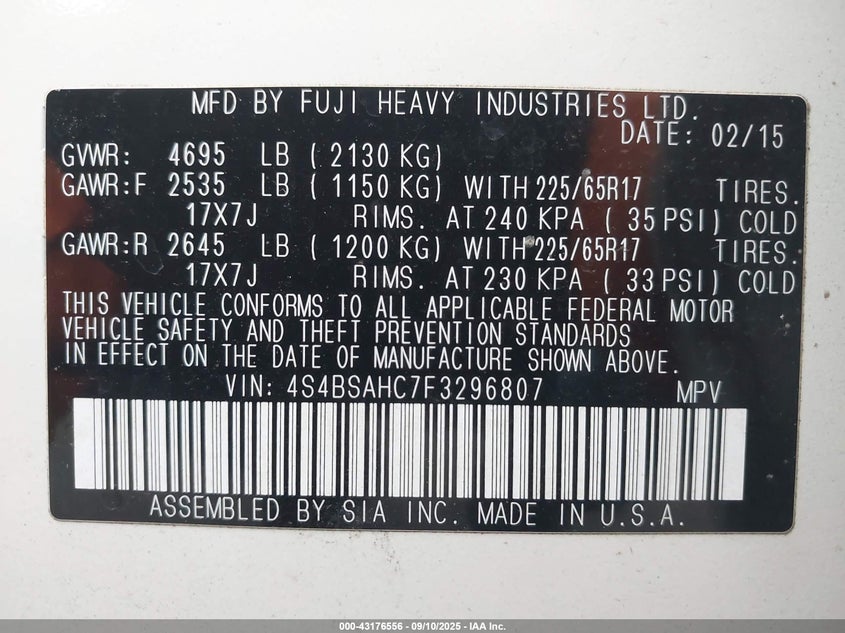 MFD BY FUJI HEAVY INDUSTRIES LTD.
DATE: 02/15
GVWR: 4695 LB ( 2130 KG)
GAWR:F 2535 LB ( 1150 KG) WITH 225/65R17 TIRES.
17X7J RIMS. AT 240 KPA ( 35 PSI) COLD
GAWR:R 2645 LB ( 1200 KG) WITH 225/65R17 TIRES.
17X7J RIMS. AT 230 KPA ( 33 PSI) COLD
THIS VEHICLE CONFORMS TO ALL APPLICABLE FEDERAL MOTOR
VEHICLE SAFETY AND THEFT PREVENTION STANDARDS
IN EFFECT ON THE DATE OF MANUFACTURE SHOWN ABOVE.
VIN: 4S4BSAHC7F3296807 MPV
ASSEMBLED BY SIA INC. MADE IN U.S.A.
000-43176556 - 09/10/2025 - IAA Inc.